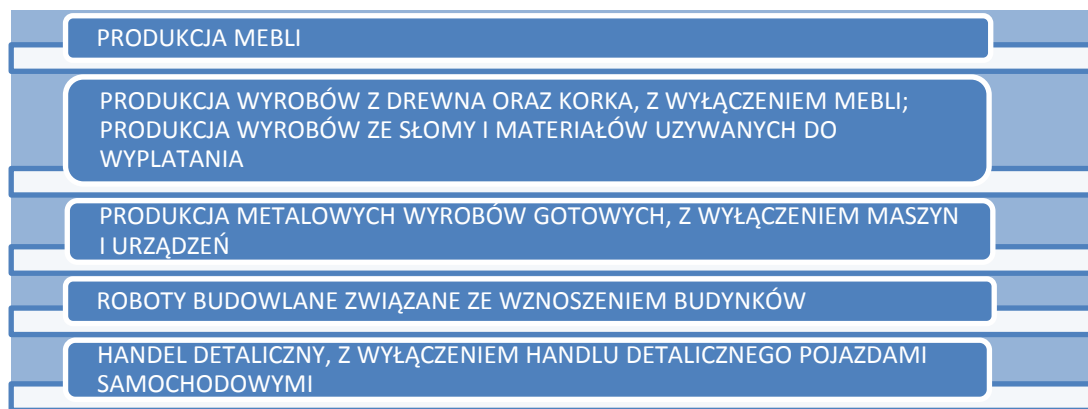 PRODUKCJA MEBLI
PRODUKCJA WYROBÓW Z DREWNA ORAZ KORKA, Z WYŁĄCZENIEM MEBLI;
PRODUKCJA WYROBÓW ZE SŁOMY I MATERIAŁÓW UZYWANYCH DO
WYPLATANIA
PRODUKCJA METALOWYCH WYROBÓW GOTOWYCH, Z WYŁĄCZENIEM MASZYN
I URZĄDZEŃ
ROBOTY BUDOWLANE ZWIĄZANE ZE WZNOSZENIEM BUDYNKÓW
HANDEL DETALICZNY, Z WYŁĄCZENIEM HANDLU DETALICZNEGO POJAZDAMI
SAMOCHODOWYMI